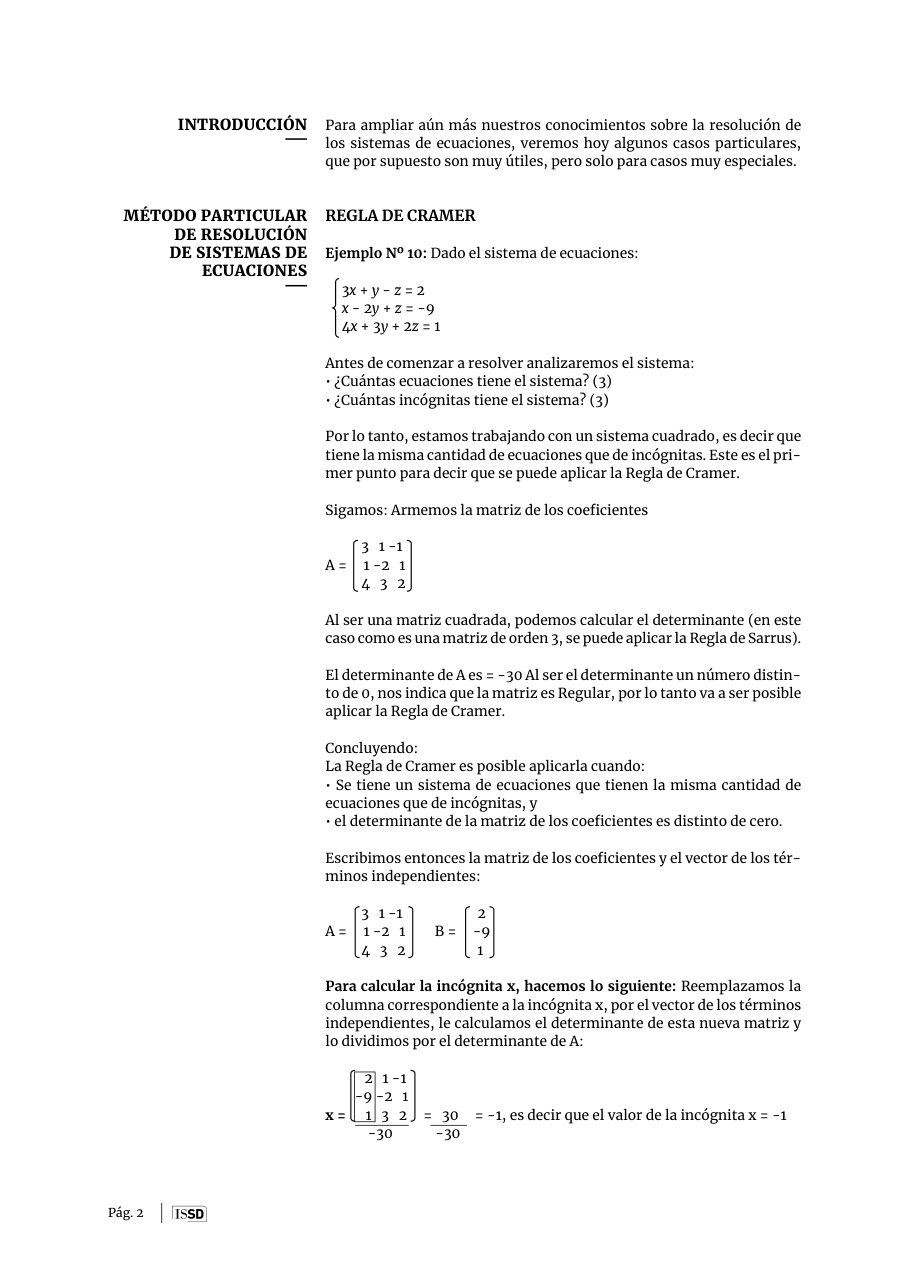 INTRODUCCIÓN
Para ampliar aún más nuestros conocimientos sobre la resolución de
los sistemas de ecuaciones, veremos hoy algunos casos particulares,
que por supuesto son muy útiles, pero solo para casos muy especiales.
MÉTODO PARTICULAR
DE RESOLUCIÓN
DE SISTEMAS DE
ECUACIONES
REGLA DE CRAMER
Ejemplo Nº 10: Dado el sistema de ecuaciones:
3x + y - z = 2
x - 2y + z = -9
4x + 3y + 2z = 1
Antes de comenzar a resolver analizaremos el sistema:
• ¿Cuántas ecuaciones tiene el sistema? (3)
• ¿Cuántas incógnitas tiene el sistema? (3)
Por lo tanto, estamos trabajando con un sistema cuadrado, es decir que
tiene la misma cantidad de ecuaciones que de incógnitas. Este es el pri-
mer punto para decir que se puede aplicar la Regla de Cramer.
Sigamos: Armemos la matriz de los coeficientes
3 1 -1
A = 1 -2 1
4 3 2
Al ser una matriz cuadrada, podemos calcular el determinante (en este
caso como es una matriz de orden 3, se puede aplicar la Regla de Sarrus).
El determinante de A es = -30 Al ser el determinante un número distin-
to de 0, nos indica que la matriz es Regular, por lo tanto va a ser posible
aplicar la Regla de Cramer.
Concluyendo:
La Regla de Cramer es posible aplicarla cuando:
• Se tiene un sistema de ecuaciones que tienen la misma cantidad de
ecuaciones que de incógnitas, y
• el determinante de la matriz de los coeficientes es distinto de cero.
Escribimos entonces la matriz de los coeficientes y el vector de los tér-
minos independientes:
3 1 -1 2
A = 1 -2 1 B = -9
4 3 2 1
Para calcular la incógnita x, hacemos lo siguiente: Reemplazamos la
columna correspondiente a la incógnita x, por el vector de los términos
independientes, le calculamos el determinante de esta nueva matriz y
lo dividimos por el determinante de A:
2 1 -1
-9 -2 1
x = 1 3 2 = 30 = -1, es decir que el valor de la incógnita x = -1
-30 -30
Pág. 2 ISSD